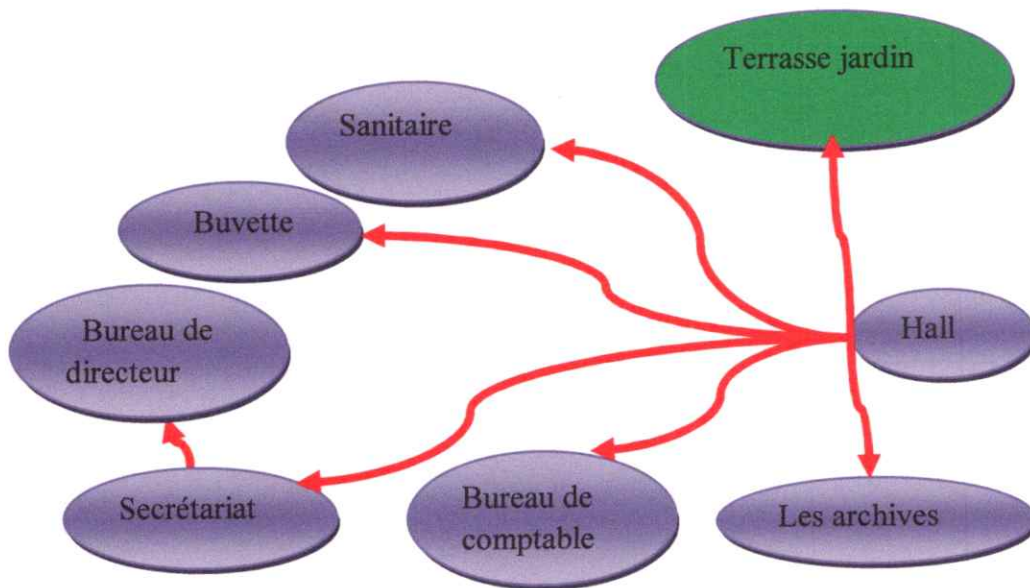 Terrasse jardin
Sanitaire
Buvette
Bureau de
directeur
Hall
Secrétariat
Bureau de
comptable
Les archives